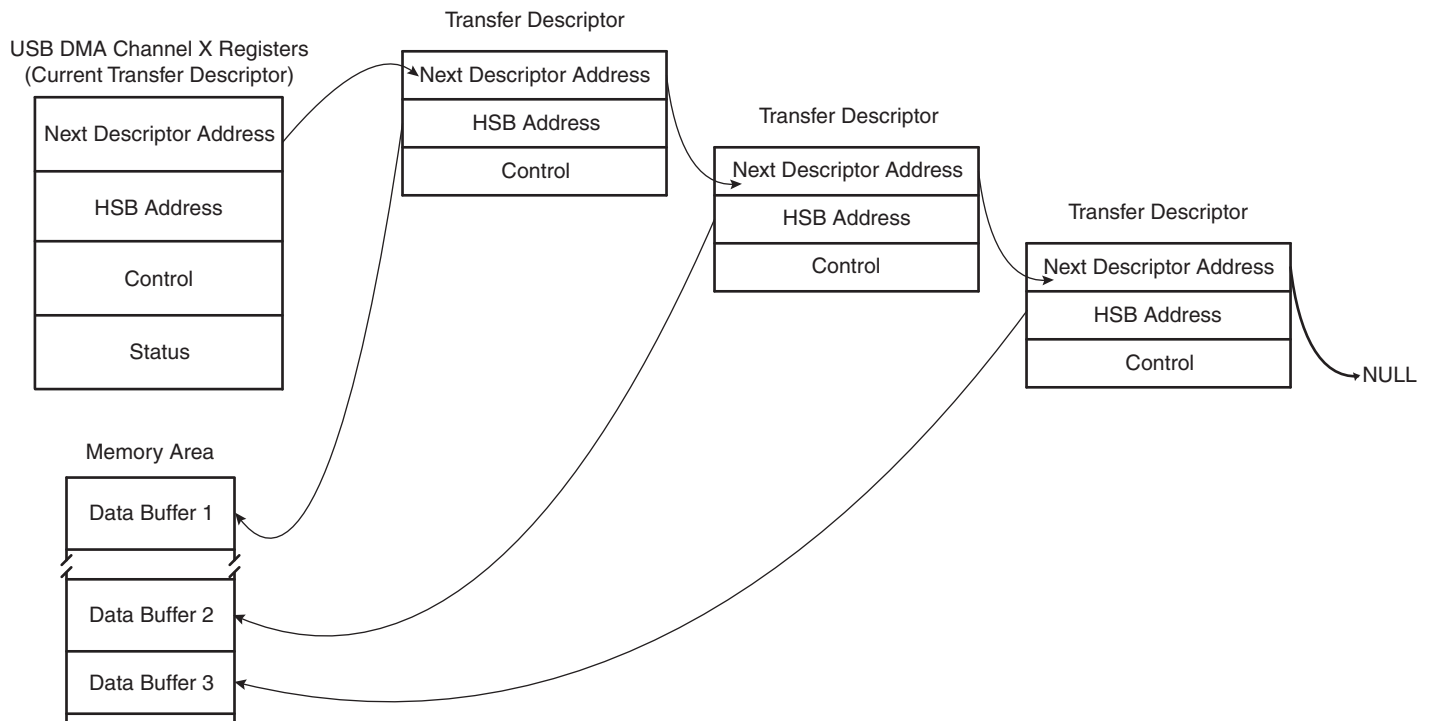 USB DMA Channel X Registers
(Current Transfer Descriptor)
Next Descriptor Address
HSB Address
Control
Status
Transfer Descriptor
Next Descriptor Address
HSB Address
Control
Transfer Descriptor
Next Descriptor Address
HSB Address
Control
Transfer Descriptor
Next Descriptor Address
HSB Address
Control
NULL
Memory Area
Data Buffer 1
Data Buffer 2
Data Buffer 3